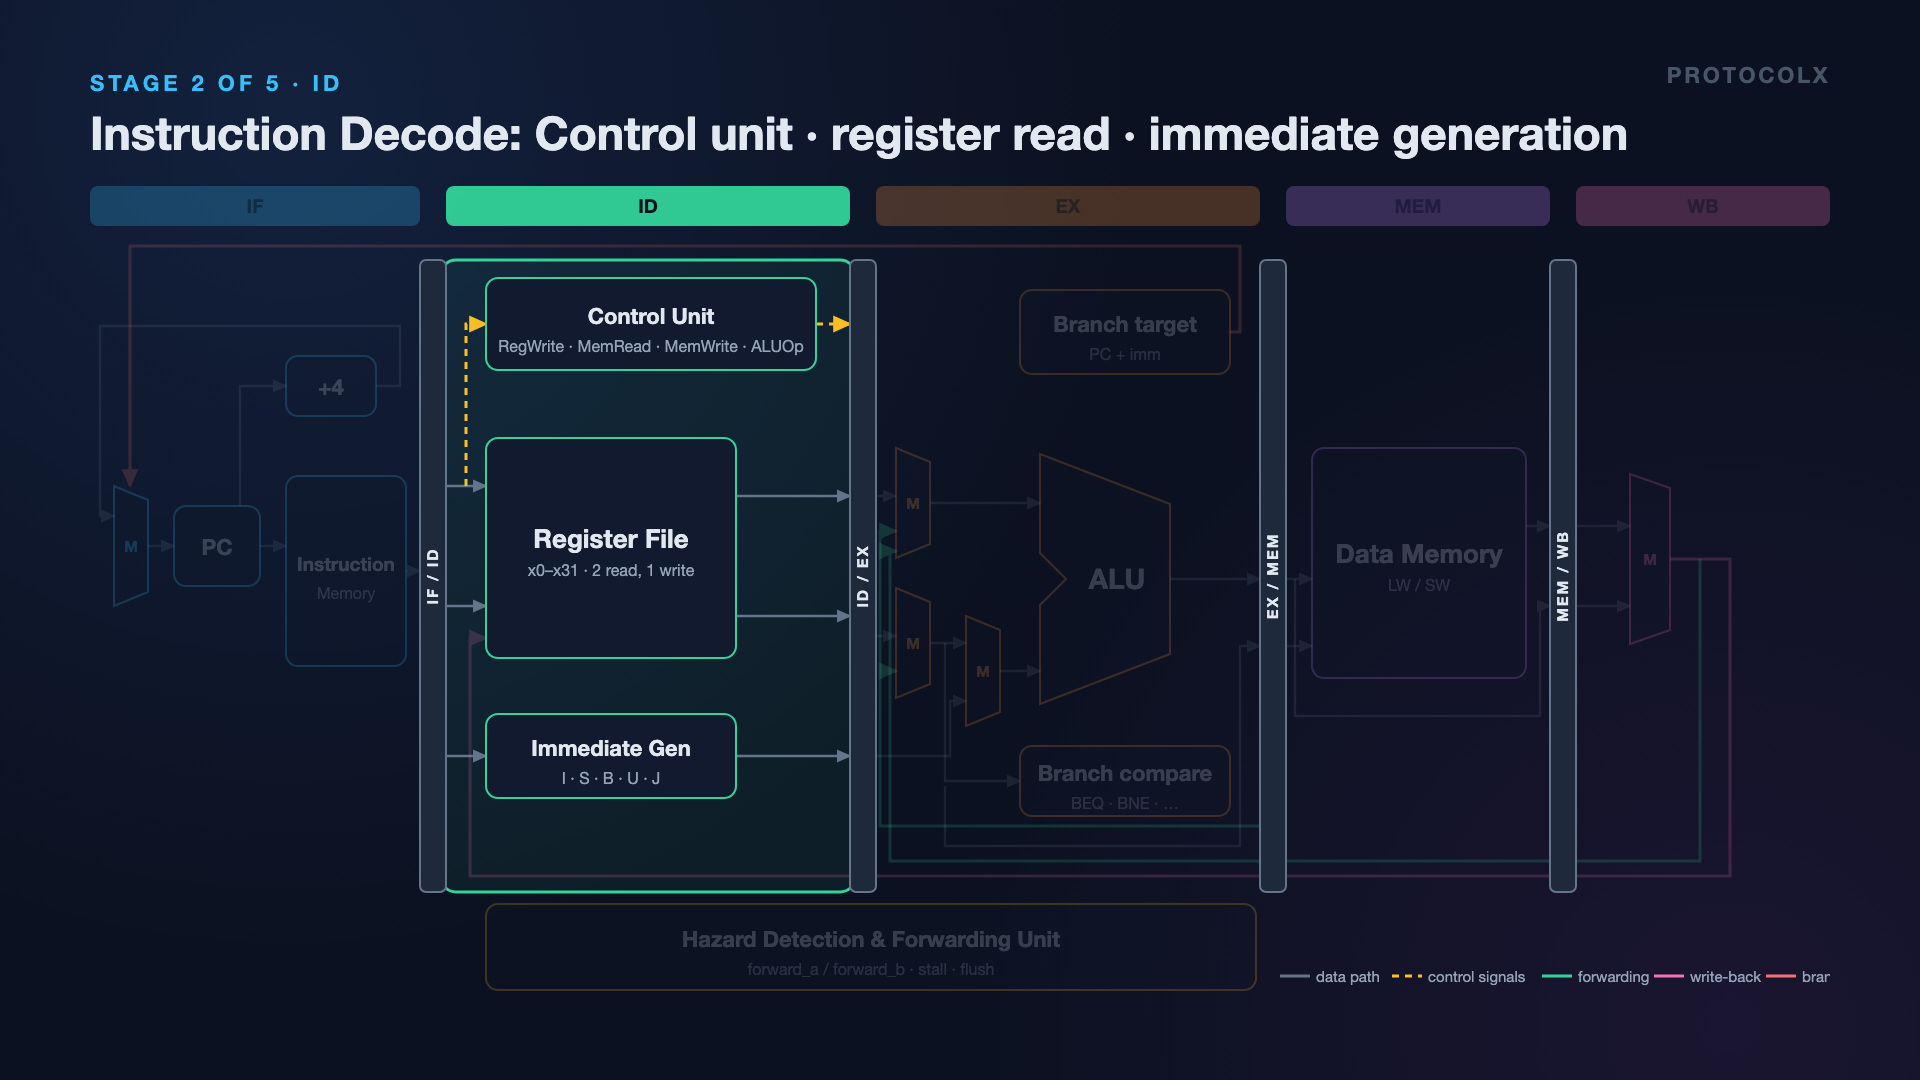 STAGE 2 OF 5 · ID
PROTOCOLX
Instruction Decode: Control unit · register read · immediate generation
IF
ID
EX
MEM
WB
Control Unit
RegWrite · MemRead · MemWrite · ALUOp
Branch target
PC + imm
+4
M
PC
Instruction
Memory
IF / ID
Register File
x0–x31 · 2 read, 1 write
ID / EX
M
M
M
ALU
EX / MEM
Data Memory
LW / SW
MEM / WB
M
Immediate Gen
I · S · B · U · J
Branch compare
BEQ · BNE · …
Hazard Detection & Forwarding Unit
forward_a / forward_b · stall · flush
data path
control signals
forwarding
write-back
brar